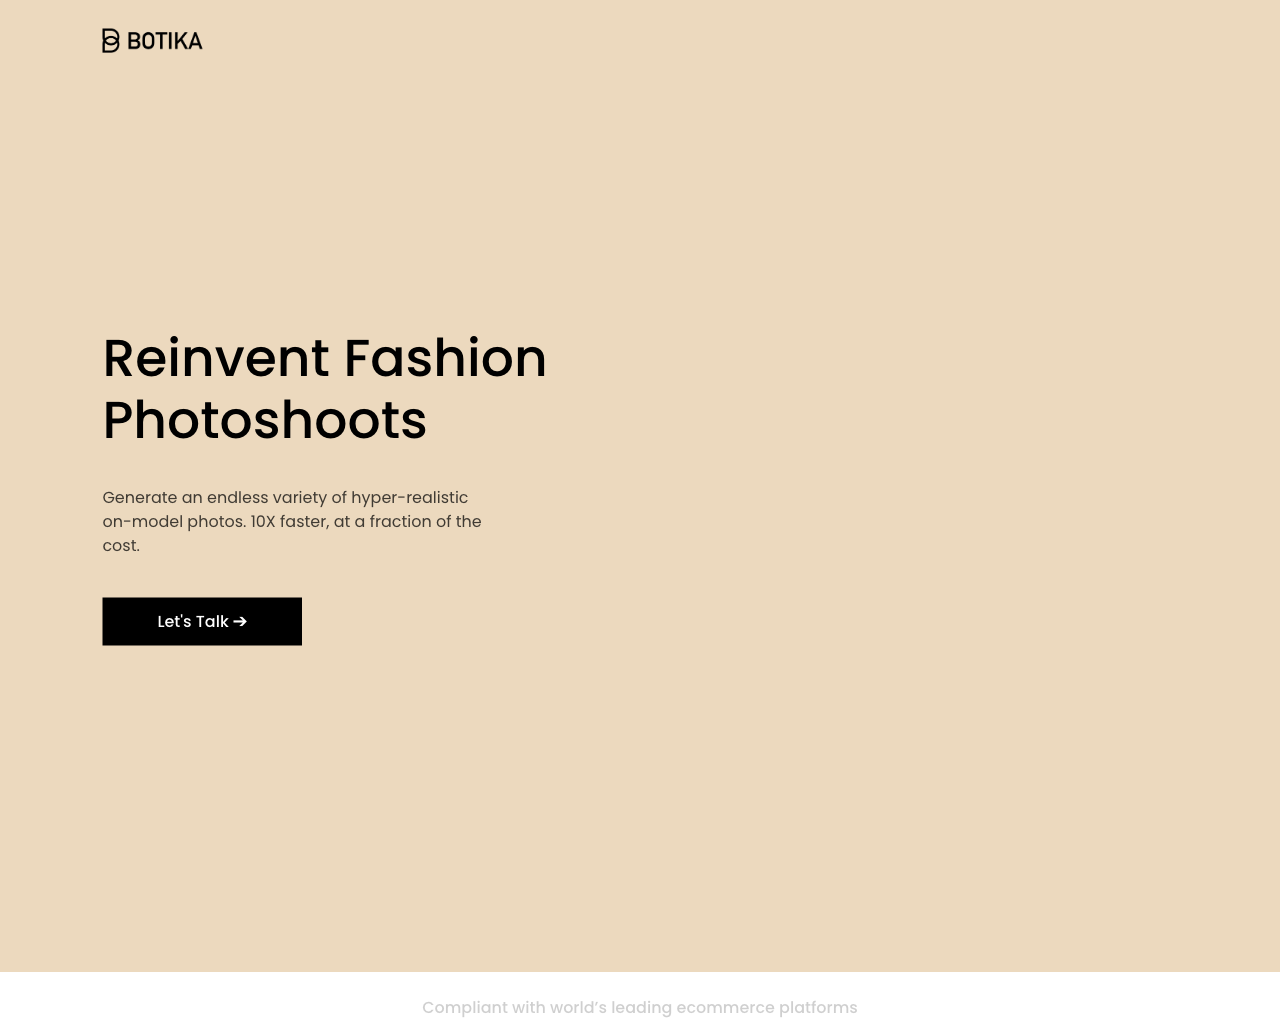 BOTIKA
Reinvent Fashion
Photoshoots
Generate an endless variety of hyper-realistic
on-model photos. 10X faster, at a fraction of the
cost.
Let's Talk ➔
Compliant with world’s leading ecommerce platforms